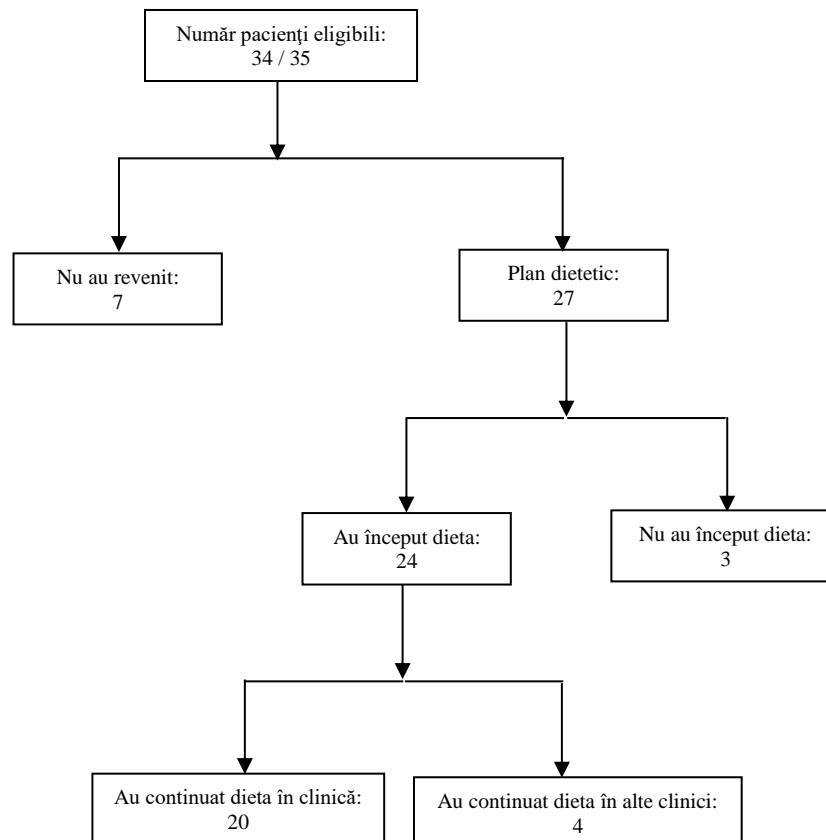 Număr pacienţi eligibili:
34 / 35
Nu au revenit:
7
Plan dietetic:
27
Au început dieta:
24
Nu au început dieta:
3
Au continuat dieta în clinică:
20
Au continuat dieta în alte clinici:
4